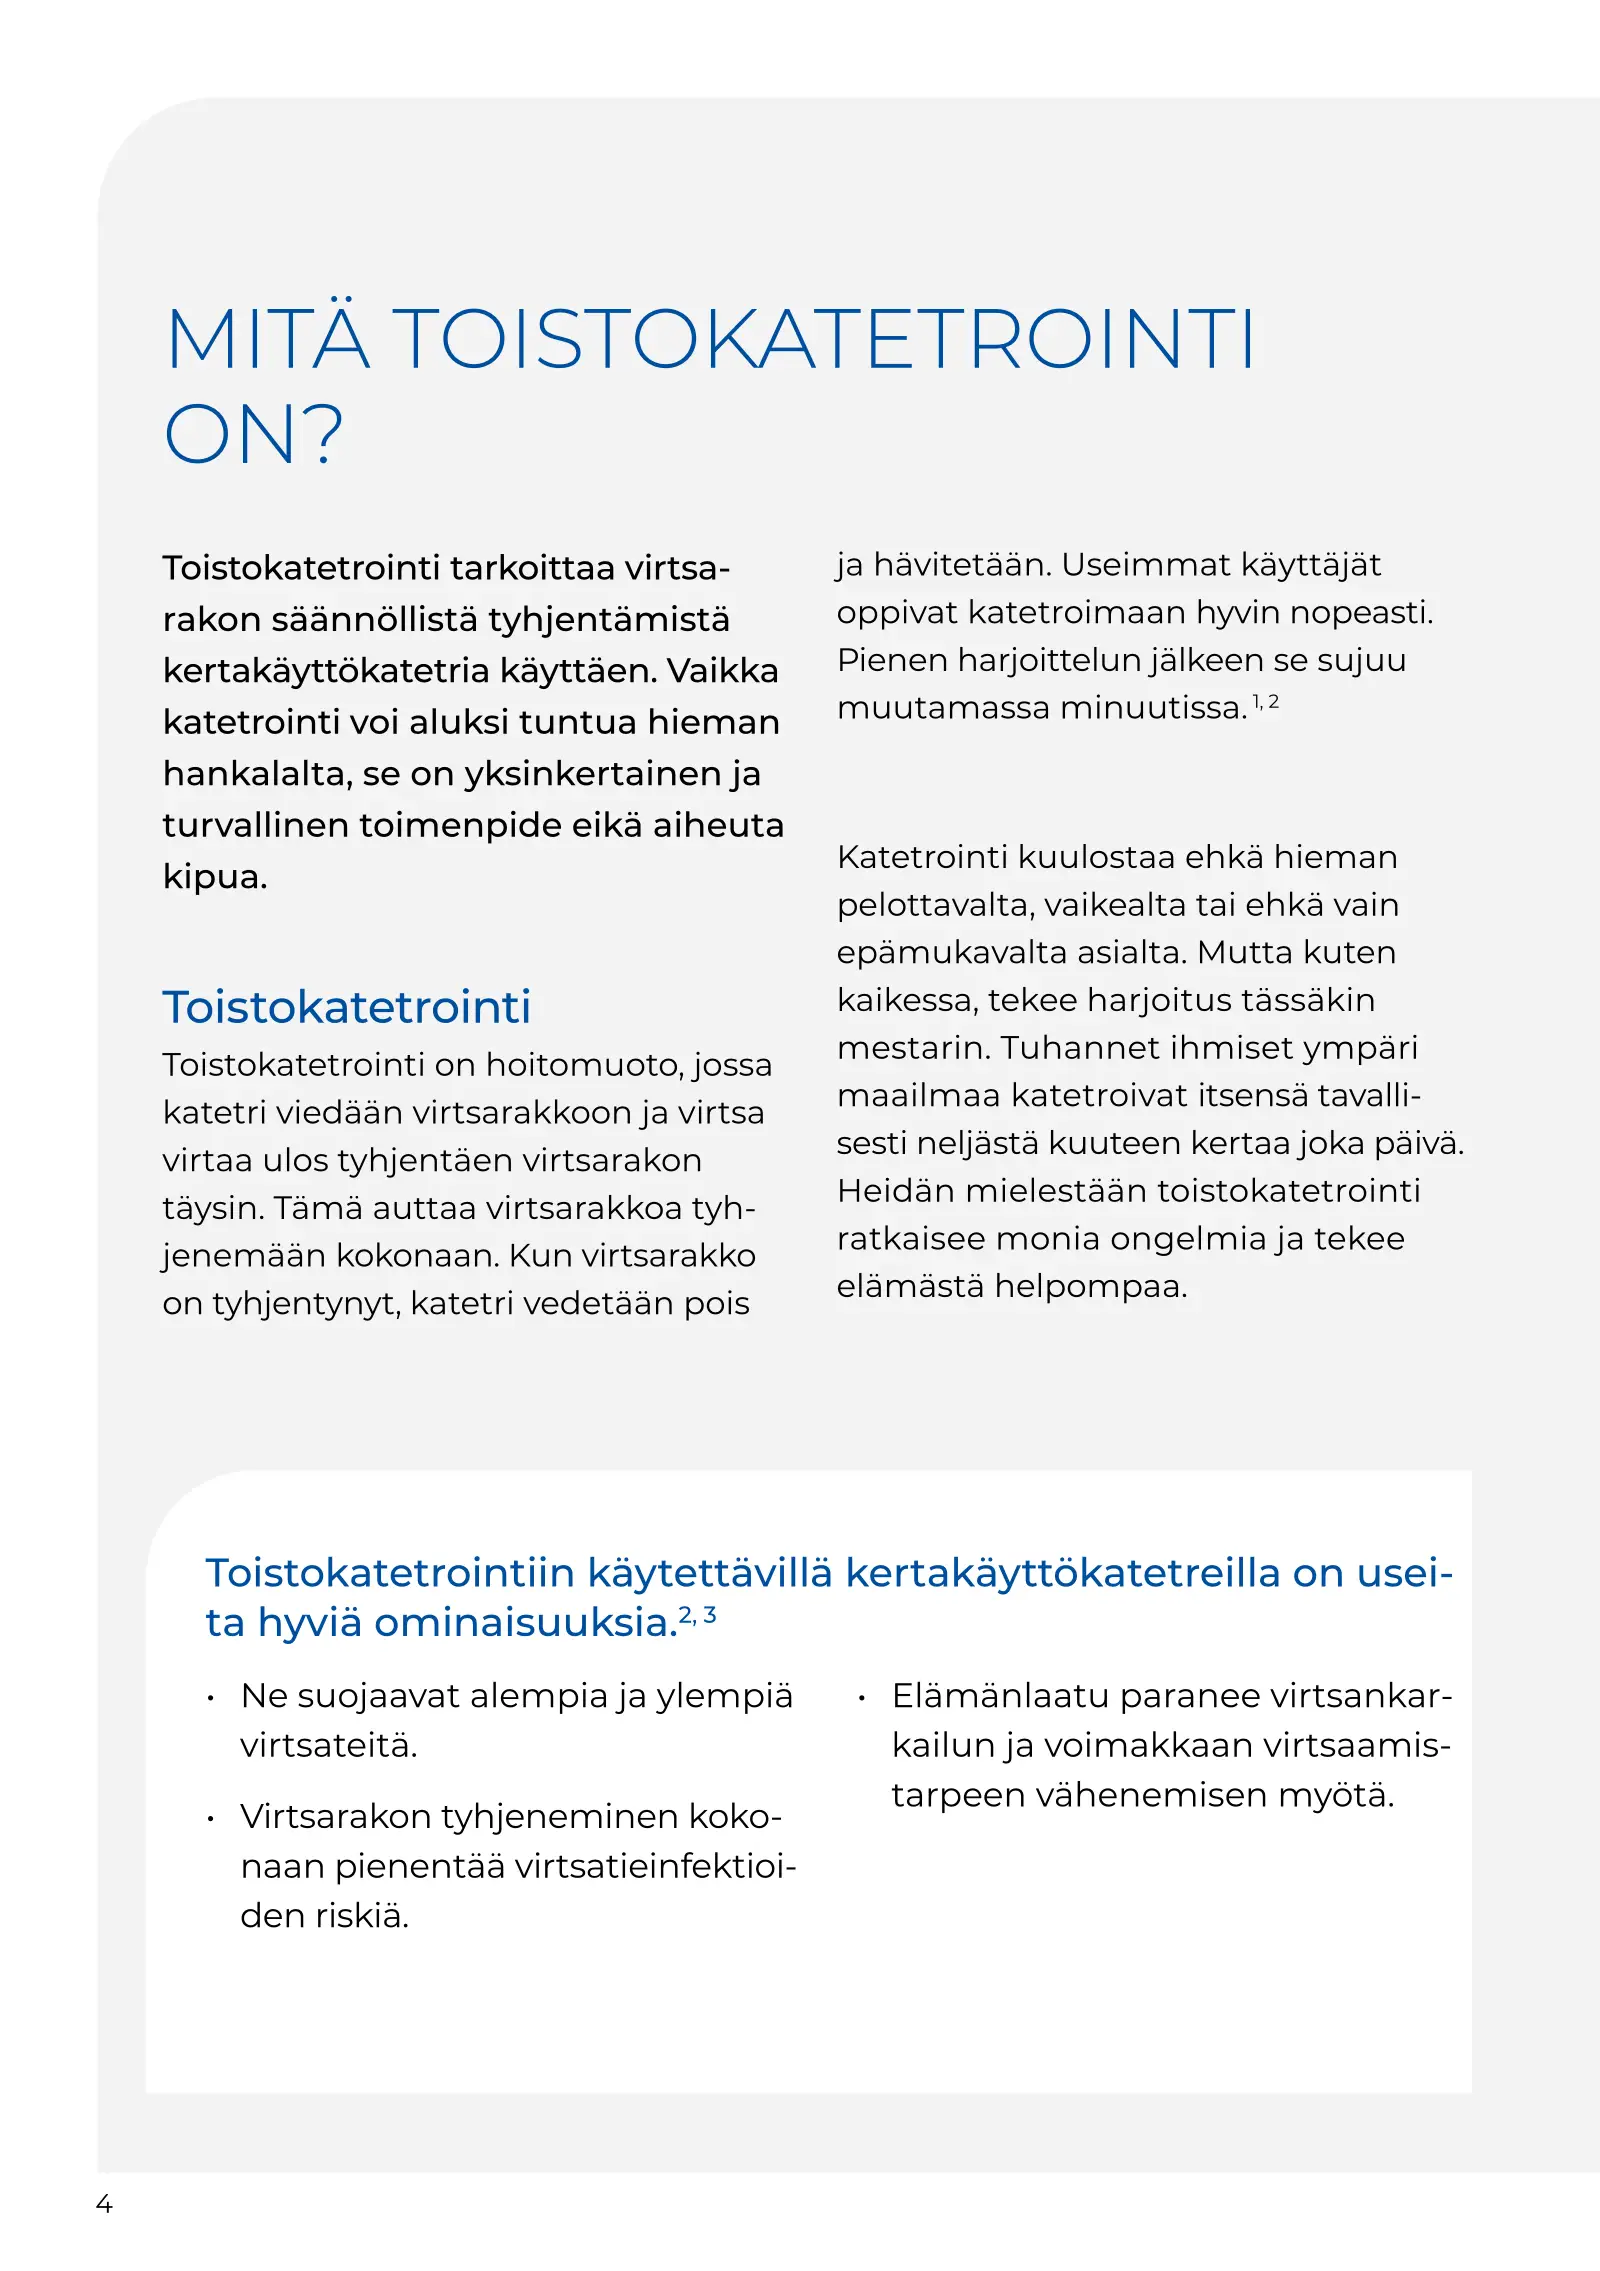 MITÄ TOISTOKATETROINTI
ON?
Toistokatetrointi tarkoittaa virtsa-
rakon säännöllistä tyhjentämistä
kertakäyttökatetria käyttäen. Vaikka
katetrointi voi aluksi tuntua hieman
hankalalta, se on yksinkertainen ja
turvallinen toimenpide eikä aiheuta
kipua.
Toistokatetrointi
Toistokatetrointi on hoitomuoto, jossa
katetri viedään virtsarakkoon ja virtsa
virtaa ulos tyhjentäen virtsarakon
täysin. Tämä auttaa virtsarakkoa tyh-
jenemään kokonaan. Kun virtsarakko
on tyhjentynyt, katetri vedetään pois
ja hävitetään. Useimmat käyttäjät
oppivat katetroimaan hyvin nopeasti.
Pienen harjoittelun jälkeen se sujuu
muutamassa minuutissa.1, 2
Katetrointi kuulostaa ehkä hieman
pelottavalta, vaikealta tai ehkä vain
epämukavalta asialta. Mutta kuten
kaikessa, tekee harjoitus tässäkin
mestarin. Tuhannet ihmiset ympäri
maailmaa katetroivat itsensä tavalli-
sesti neljästä kuuteen kertaa joka päivä.
Heidän mielestään toistokatetrointi
ratkaisee monia ongelmia ja tekee
elämästä helpompaa.
Toistokatetrointiin käytettävillä kertakäyttökatetreilla on usei-
ta hyviä ominaisuuksia.2, 3
• Ne suojaavat alempia ja ylempiä
virtsateitä.
• Virtsarakon tyhjeneminen koko-
naan pienentää virtsatieinfektioi-
den riskiä.
• Elämänlaatu paranee virtsankar-
kailun ja voimakkaan virtsaamis-
tarpeen vähenemisen myötä.
4